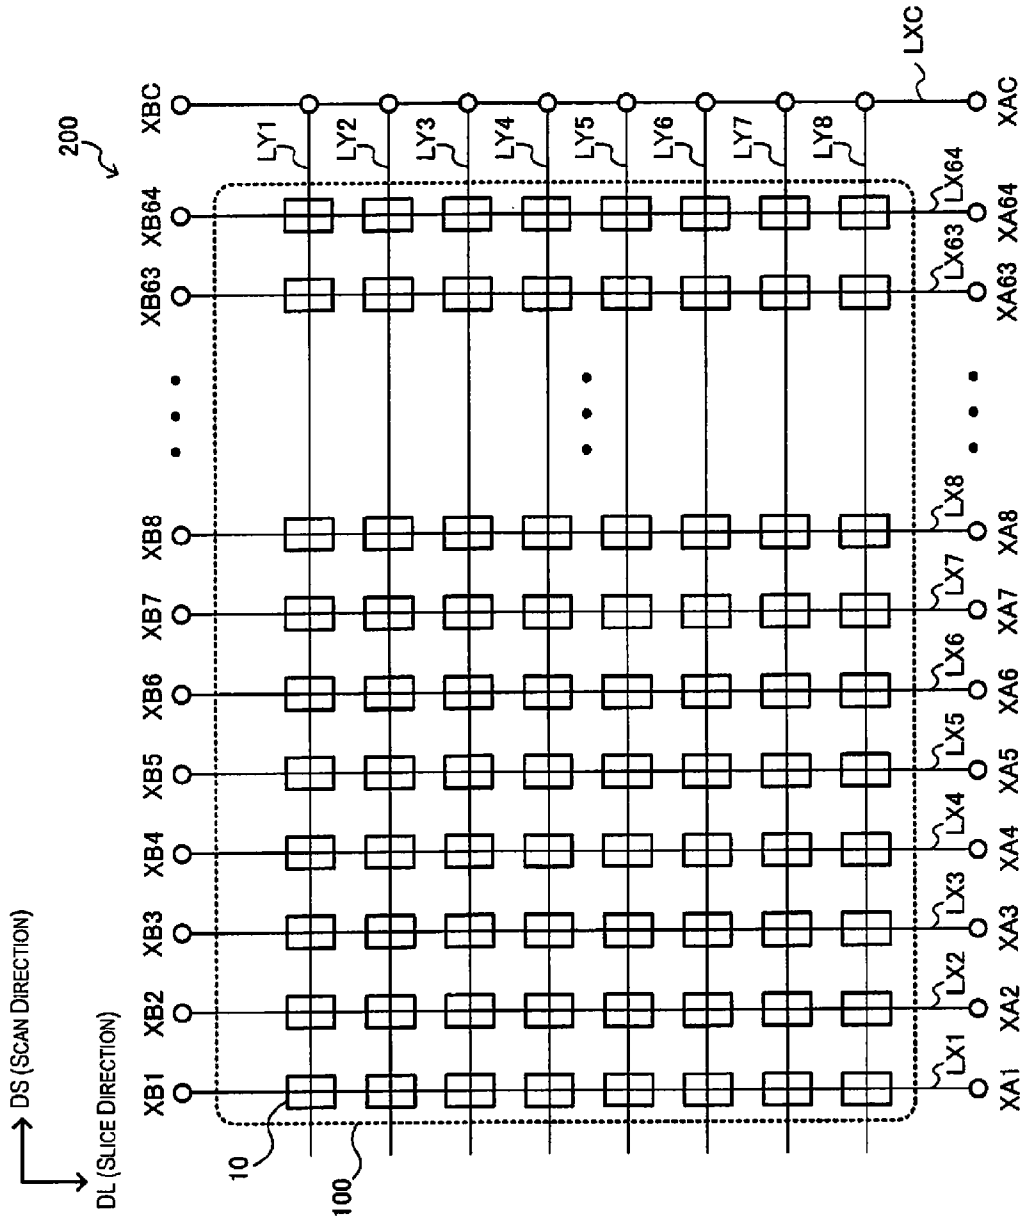 DS (SCAN DIRECTION)
DL (SLICE DIRECTION)
200
XB1 XB2 XB3 XB4 XB5 XB6 XB7 XB8 XB63 XB64 XBC
10
100
LY1
LY2
LY3
LY4
LY5
LY6
LY7
LY8
LX1 LX2 LX3 LX4 LX5 LX6 LX7 LX8 LX63 LX64 LXC
XA1 XA2 XA3 XA4 XA5 XA6 XA7 XA8 XA63 XA64 XAC